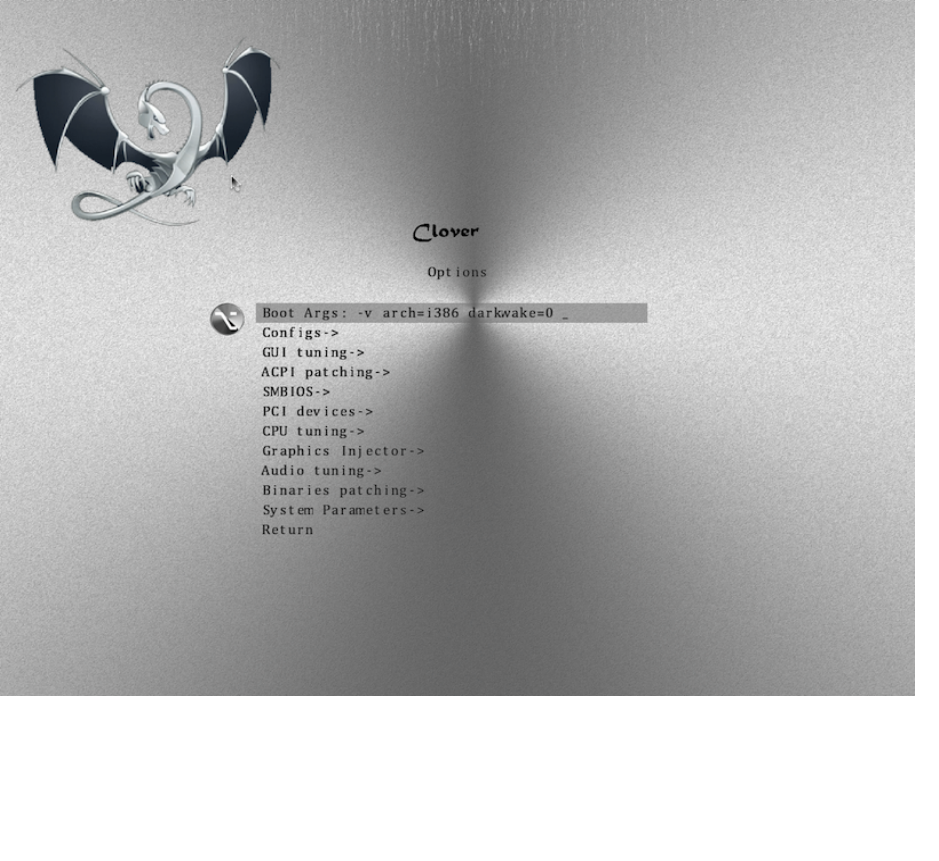 Clover
Options
Boot Args: -v arch=i386 darkwake=0 _
Configs->
GUI tuning->
ACPI patching->
SMBIOS->
PCI devices->
CPU tuning->
Graphics Injector->
Audio tuning->
Binaries patching->
System Parameters->
Return